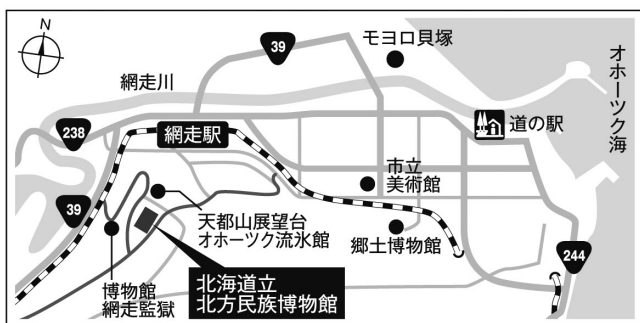 N
39
モヨロ貝塚
オホーツク海
網走川
道の駅
238
網走駅
市立
美術館
39
天都山展望台
オホーツク流氷館
郷土博物館
244
博物館
網走監獄
北海道立
北方民族博物館